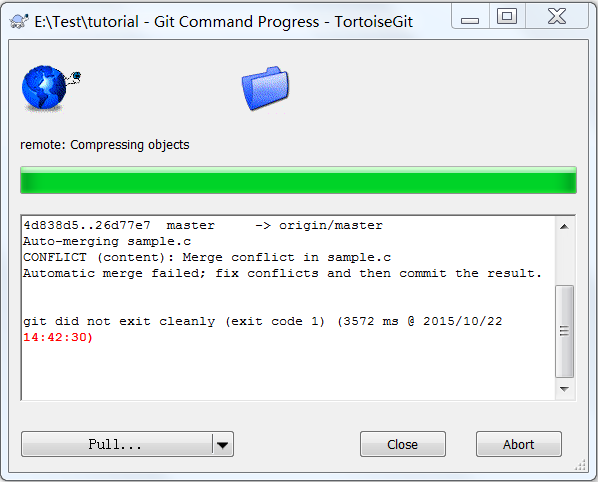 E:\Test\tutorial - Git Command Progress - TortoiseGit
remote: Compressing objects
4d838d5..26d77e7  master     -> origin/master
Auto-merging sample.c
CONFLICT (content): Merge conflict in sample.c
Automatic merge failed; fix conflicts and then commit the result.
git did not exit cleanly (exit code 1) (3572 ms @ 2015/10/22
14:42:30)
Pull...
Close
Abort